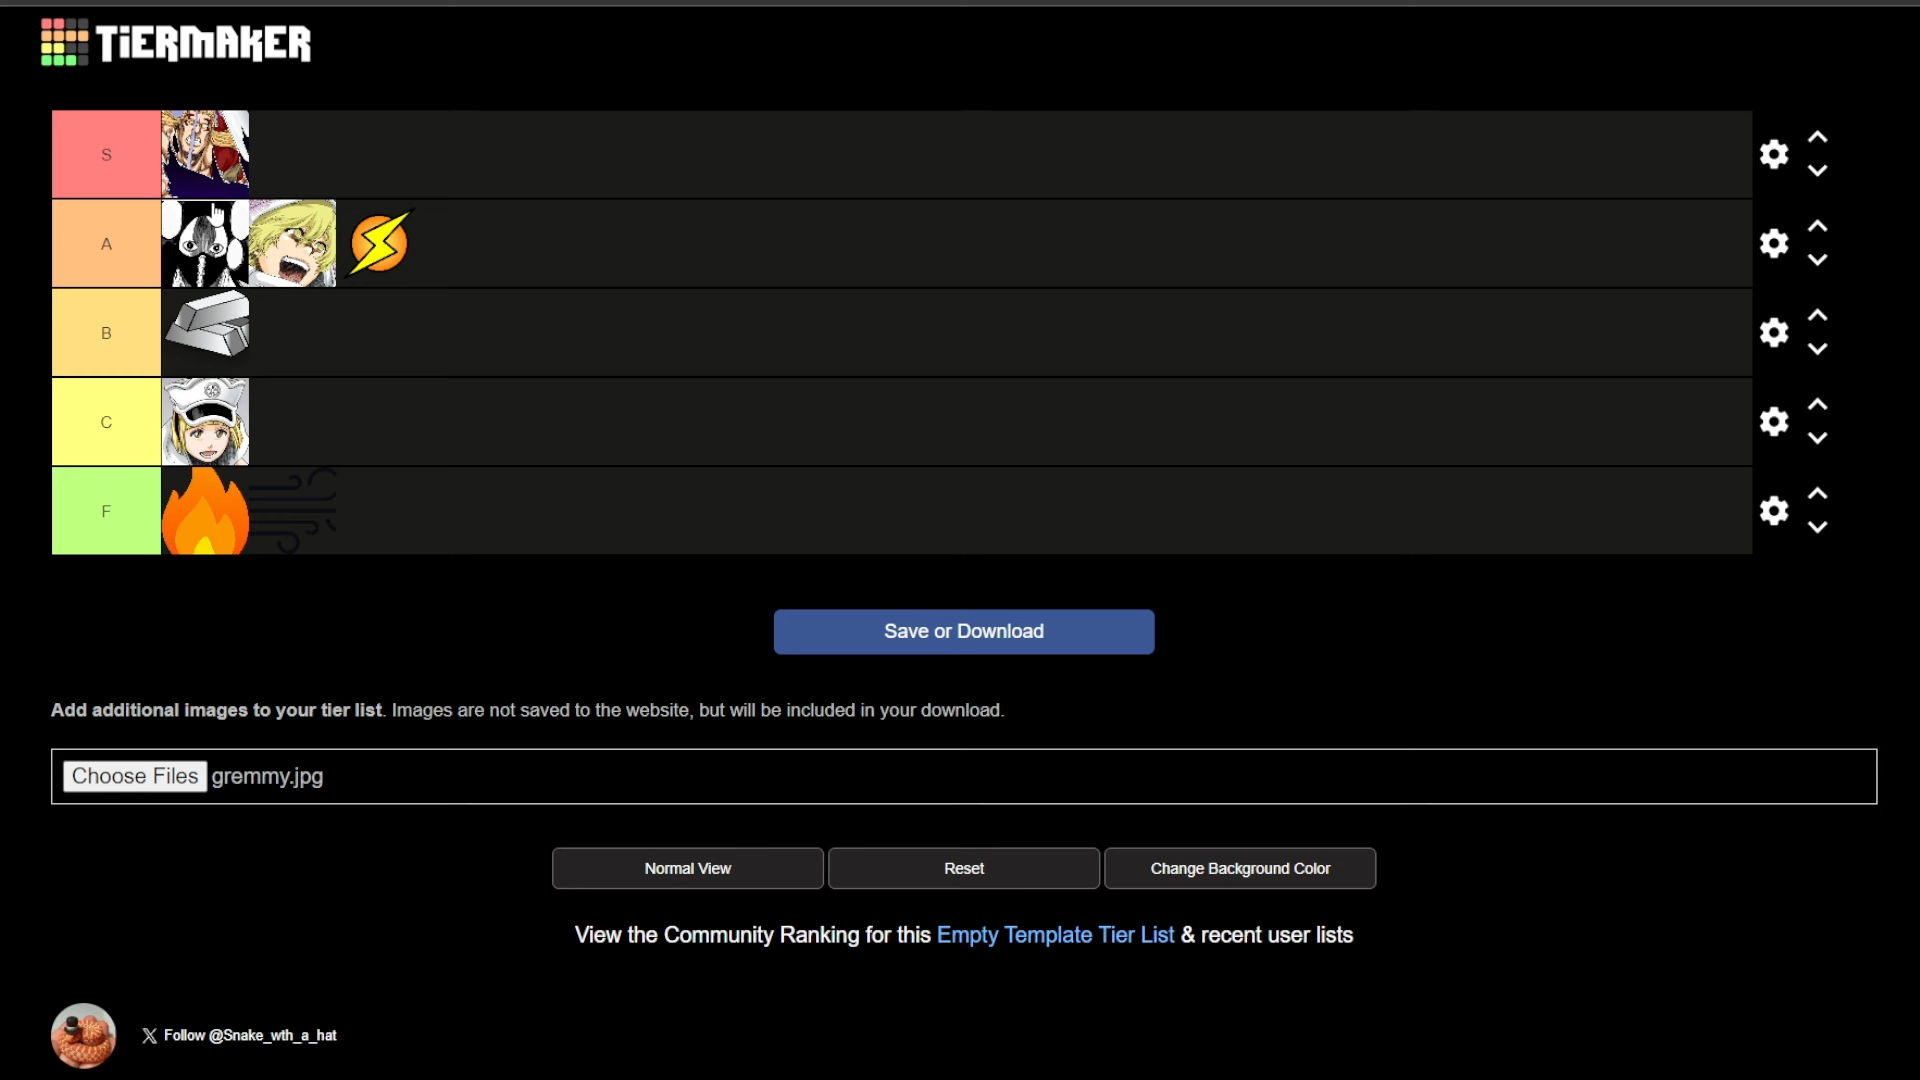 TiERMAKER
S
A
B
C
F
Save or Download
Add additional images to your tier list. Images are not saved to the website, but will be included in your download.
Choose Files gremmy.jpg
Normal View
Reset
Change Background Color
View the Community Ranking for this Empty Template Tier List & recent user lists
Follow @Snake_wth_a_hat